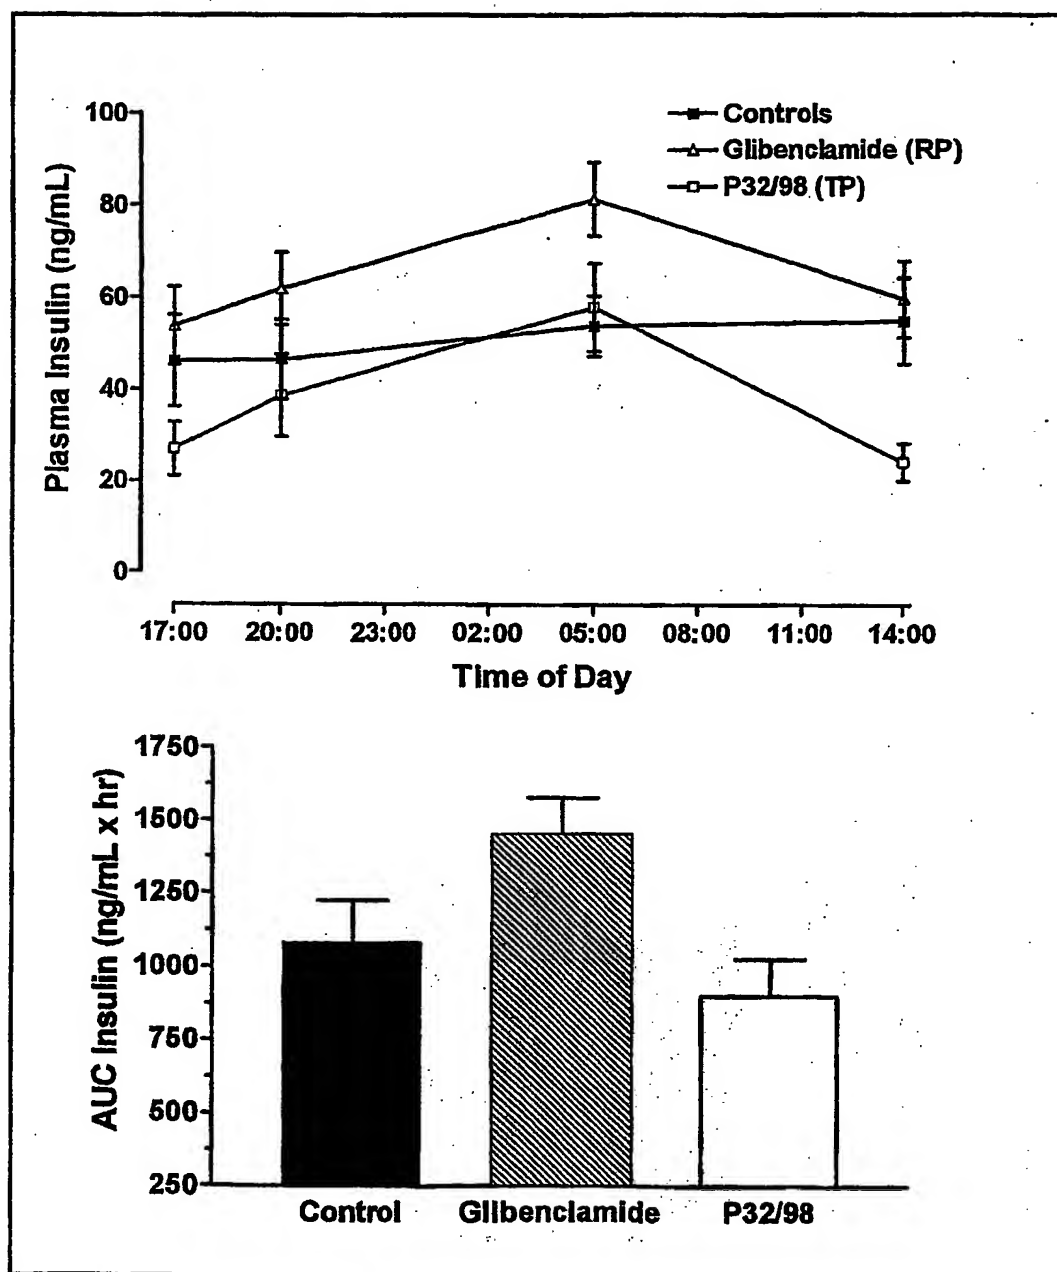 100
80
60
40
20
0
Plasma Insulin (ng/mL)
Controls
Glibenclamide (RP)
P32/98 (TP)
17:00 20:00 23:00 02:00 05:00 08:00 11:00 14:00
Time of Day
1750
1500
1250
1000
750
500
250
AUC Insulin (ng/mL x hr)
Control Glibenclamide P32/98